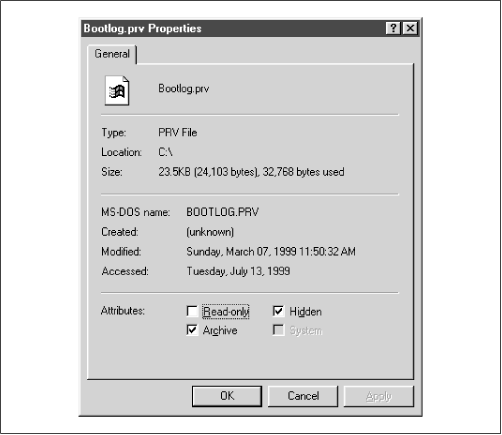 Bootlog.prv Properties
General
Bootlog.prv
Type: PRV File
Location: C:\
Size: 23.5KB (24,103 bytes), 32,768 bytes used
MS-DOS name: BOOTLOG.PRV
Created: (unknown)
Modified: Sunday, March 07, 1999 11:50:32 AM
Accessed: Tuesday, July 13, 1999
Attributes: Read-only Hidden
Archive System
OK Cancel Apply